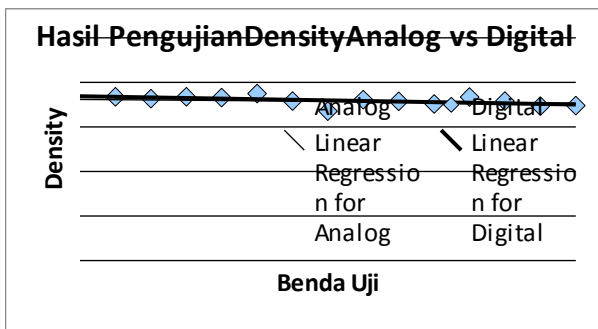 Hasil PengujianDensityAnalog vs Digital
Density
Analog
Linear
Regressio
n for
Analog
Digital
Linear
Regressio
n for
Digital
Benda Uji